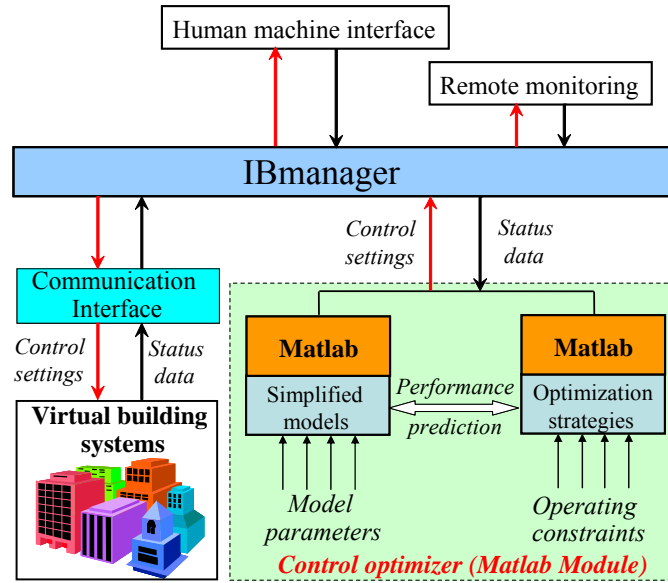 Human machine interface
Remote monitoring
IBmanager
Control
settings
Status
data
Communication
Interface
Control
settings
Status
data
Virtual building
systems
Matlab
Simplified
models
Performance
prediction
Matlab
Optimization
strategies
Model
parameters
Operating
constraints
Control optimizer (Matlab Module)